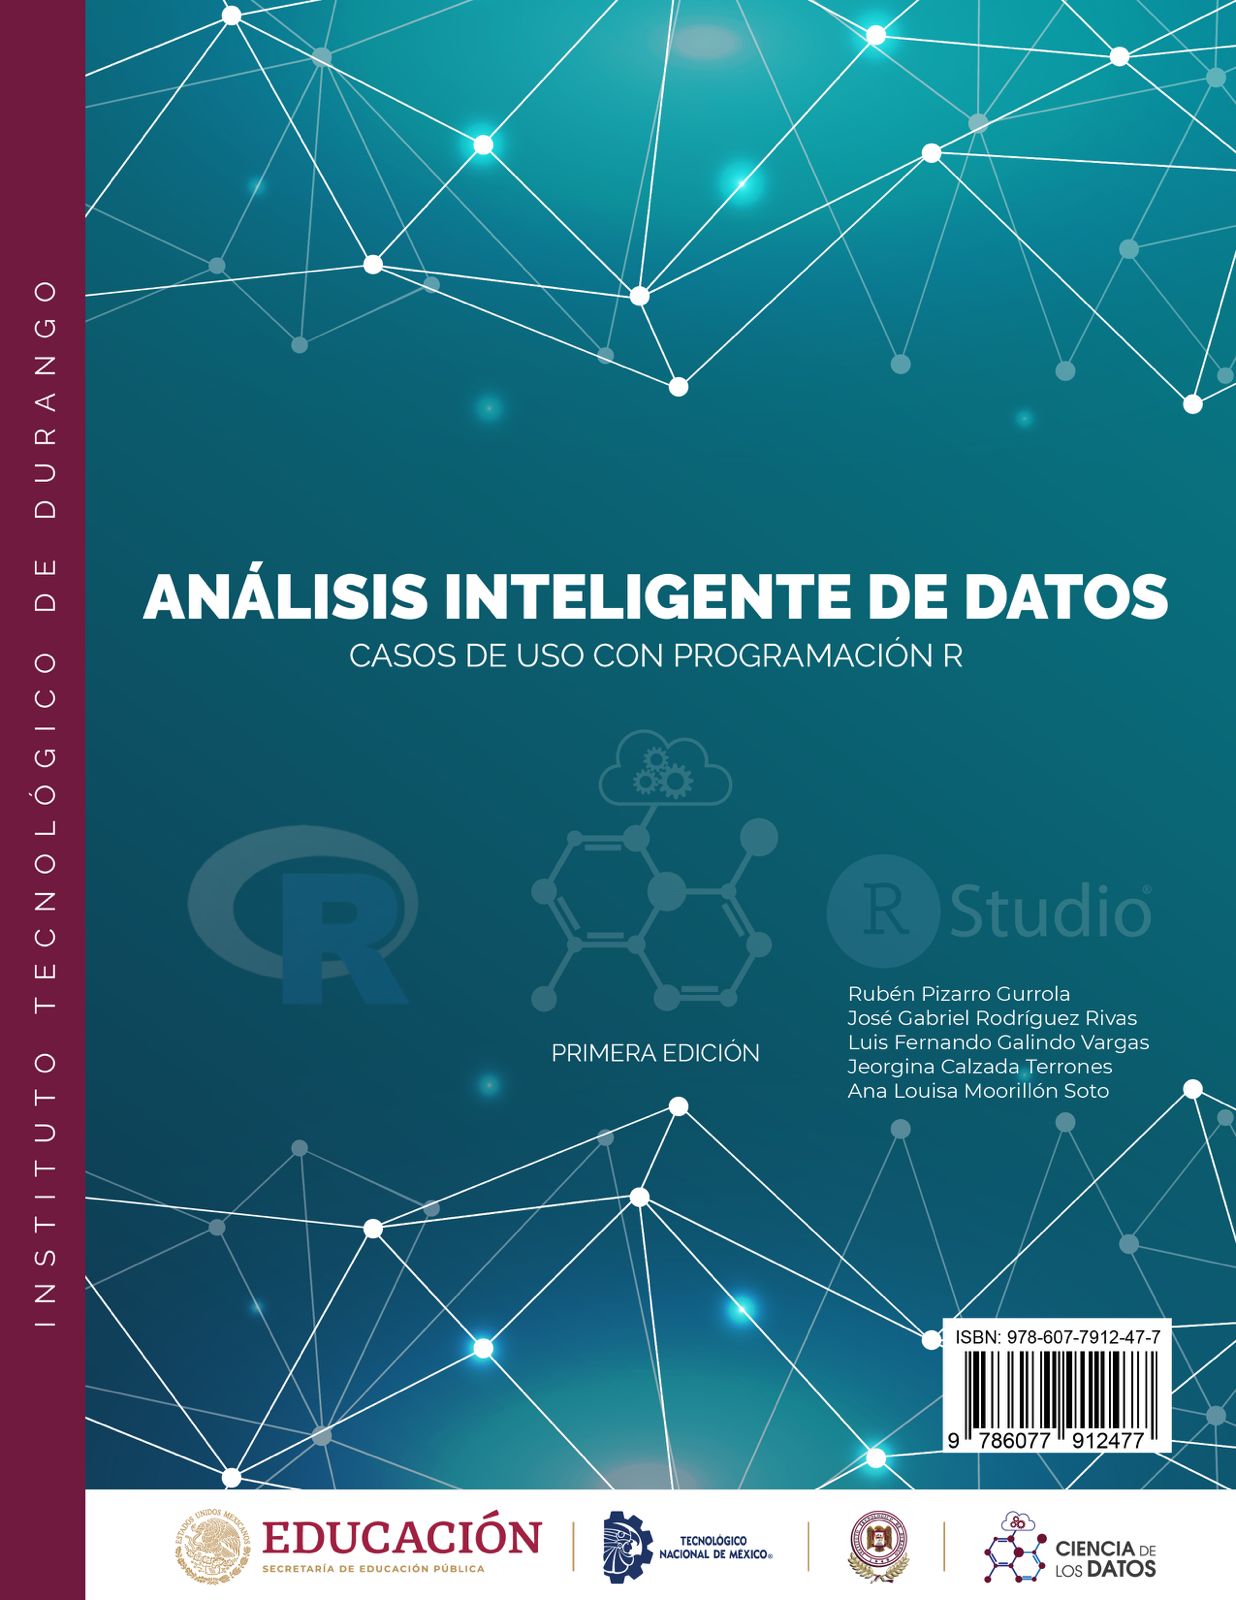 INSTITUTO TECNOLÓGICO DE DURANGO
ANÁLISIS INTELIGENTE DE DATOS
CASOS DE USO CON PROGRAMACIÓN R
R
R Studio®
Rubén Pizarro Gurrola
José Gabriel Rodríguez Rivas
Luis Fernando Galindo Vargas
Jeorgina Calzada Terrones
Ana Louisa Moorillón Soto
PRIMERA EDICIÓN
ISBN: 978-607-7912-47-7
9 786077 912477
ESTADOS UNIDOS MEXICANOS
EDUCACIÓN
SECRETARÍA DE EDUCACIÓN PÚBLICA
TECNOLÓGICO
NACIONAL DE MÉXICO®
CIENCIA DE
LOS DATOS